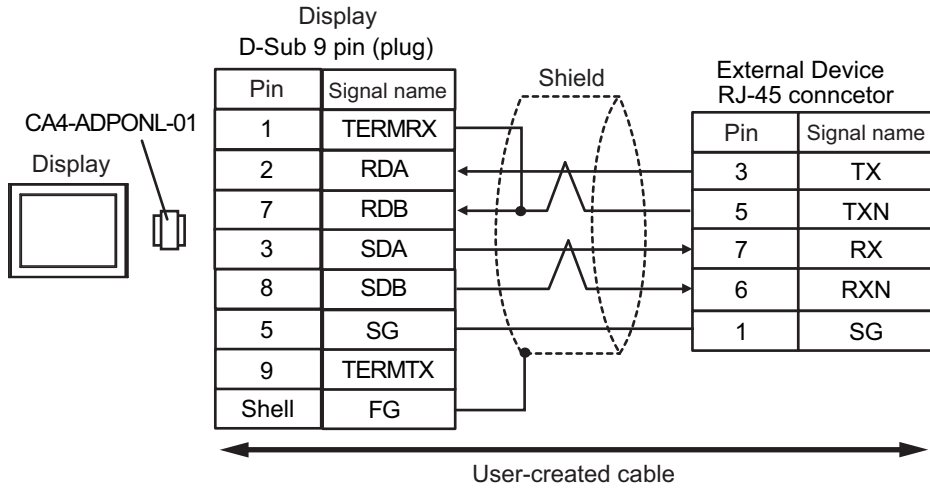 Display
D-Sub 9 pin (plug)
Pin Signal name
1 TERMRX
2 RDA
7 RDB
3 SDA
8 SDB
5 SG
9 TERMTX
Shell FG
CA4-ADPONL-01
Display
Shield
External Device
RJ-45 conncetor
Pin Signal name
3 TX
5 TXN
7 RX
6 RXN
1 SG
User-created cable